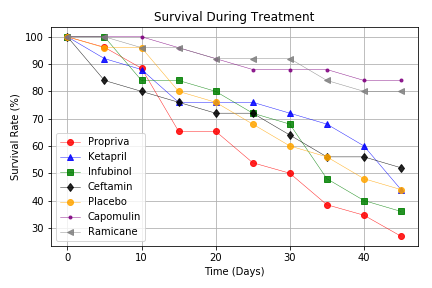 Survival During Treatment
Survival Rate (%)
100
90
80
70
60
50
40
30
Propriva
Ketapril
Infubinol
Ceftamin
Placebo
Capomulin
Ramicane
0 10 20 30 40
Time (Days)